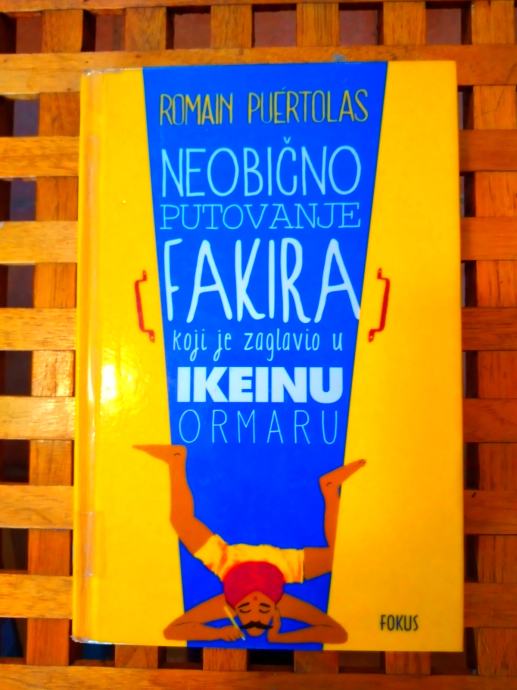 ROMAIN PUÉRTOLAS
NEOBIČNO
PUTOVANJE
FAKIRA
koji je zaglavio u
IKEINU
ORMARU
FOKUS